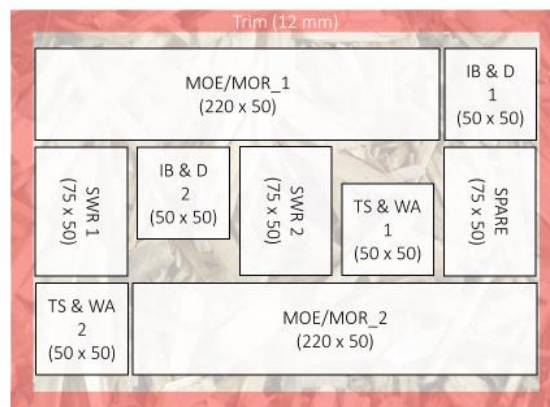 Trim (12 mm)
MOE/MOR_1
(220 x 50)
IB & D
1
(50 x 50)
SWR 1
(75 x 50)
IB & D
2
(50 x 50)
SWR 2
(75 x 50)
TS & WA
1
(50 x 50)
SPARE
(75 x 50)
TS & WA
2
(50 x 50)
MOE/MOR_2
(220 x 50)